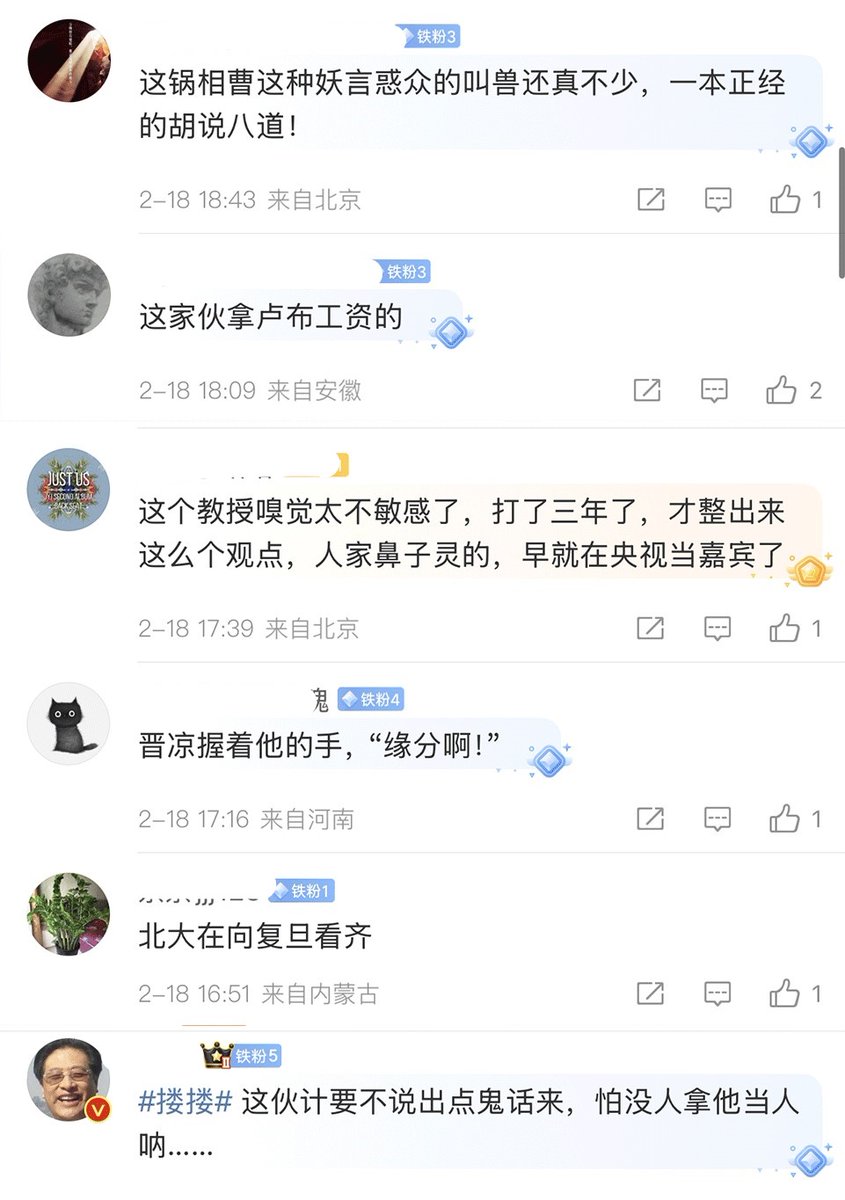 铁粉3
这锅相曹这种妖言惑众的叫兽还真不少，一本正经
的胡说八道！
2-18 18:43 来自北京
1
铁粉3
这家伙拿卢布工资的
2-18 18:09 来自安徽
2
JUST US
这个教授嗅觉太不敏感了，打了三年了，才整出来
这么个观点，人家鼻子灵的，早就在央视当嘉宾了
2-18 17:39 来自北京
1
鬼 铁粉4
晋凉握着他的手，“缘分啊！”
2-18 17:16 来自河南
1
铁粉1
北大在向复旦看齐
2-18 16:51 来自内蒙古
1
铁粉5
#搂搂# 这伙计要不说出点鬼话来，怕没人拿他当人
呐……